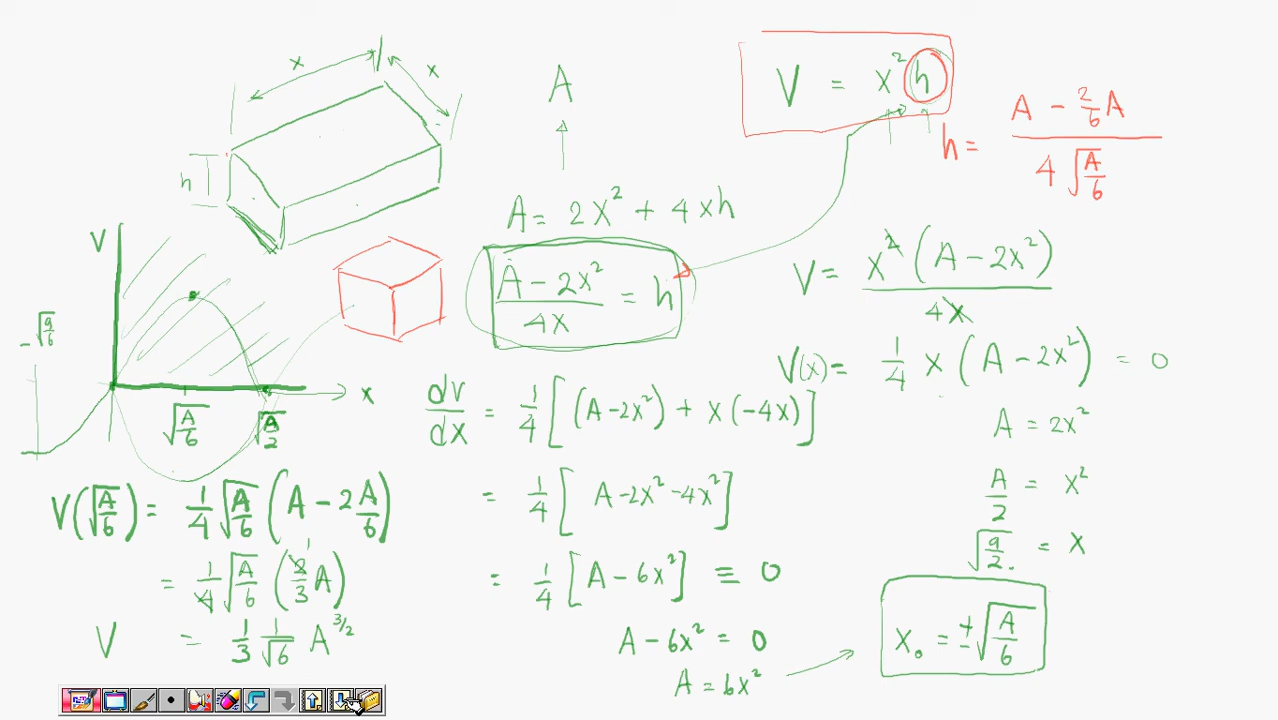 x
x
h
A
A = 2x² + 4xh
(A - 2x²)/(4x) = h
V = x² h
h = (A - 2/6 A)/(4 √(A/6))
V = x² (A - 2x²)/(4x)
V(x) = 1/4 x (A - 2x²) = 0
A = 2x²
A/2 = x²
√(a/2) = x
V
x
-√(a/6)
√(A/6)
√(A/2)
dv/dx = 1/4 [(A - 2x²) + x(-4x)]
= 1/4 [A - 2x² - 4x²]
= 1/4 [A - 6x²] ≡ 0
A - 6x² = 0
A = 6x²
x₀ = ±√(A/6)
V(√(A/6)) = 1/4 √(A/6) (A - 2 A/6)
= 1/4 √(A/6) (2/3 A)
1
V = 1/3 1/√6 A^3/2